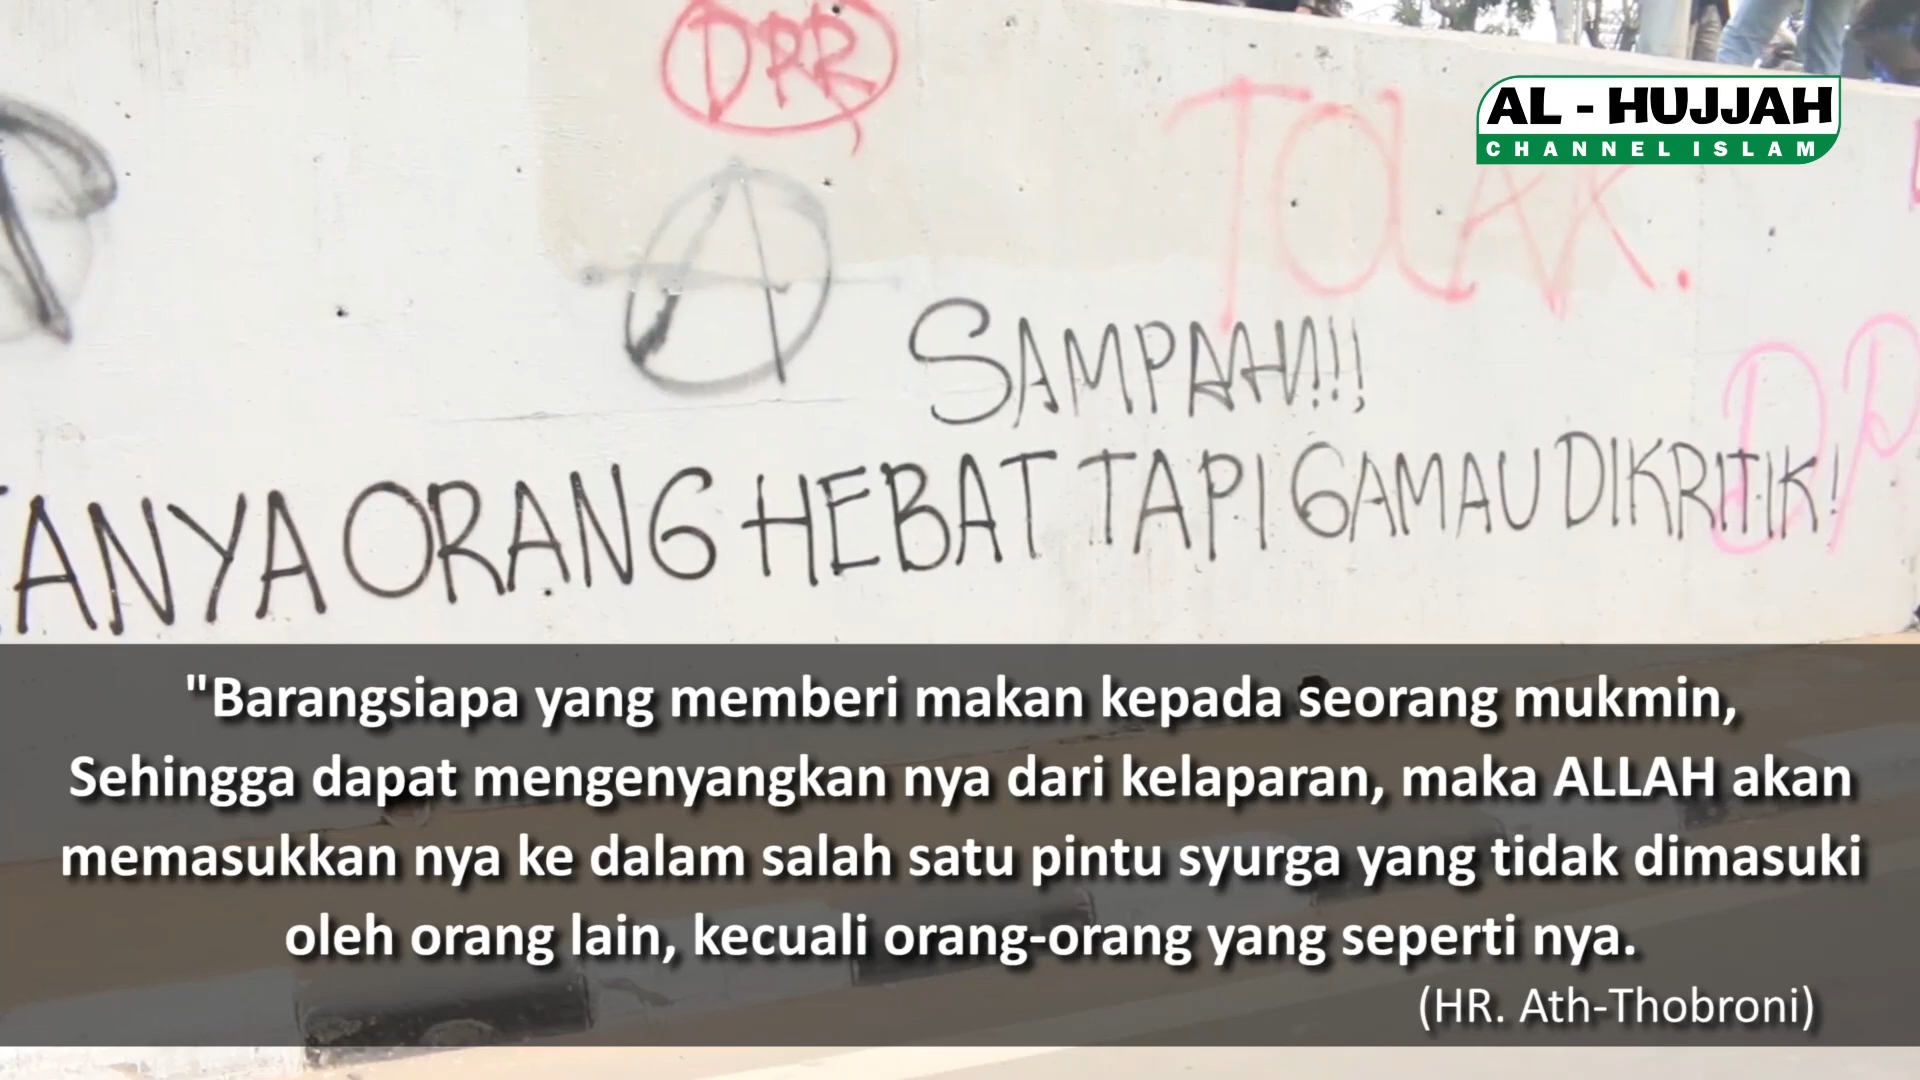 DPR
AL - HUJJAH
CHANNEL ISLAM
TOLAK.
SAMPAH!!!
ANYA ORANG HEBAT TAPI GAMAU DIKRITIK!
"Barangsiapa yang memberi makan kepada seorang mukmin,
Sehingga dapat mengenyangkan nya dari kelaparan, maka ALLAH akan
memasukkan nya ke dalam salah satu pintu syurga yang tidak dimasuki
oleh orang lain, kecuali orang-orang yang seperti nya.
(HR. Ath-Thobroni)